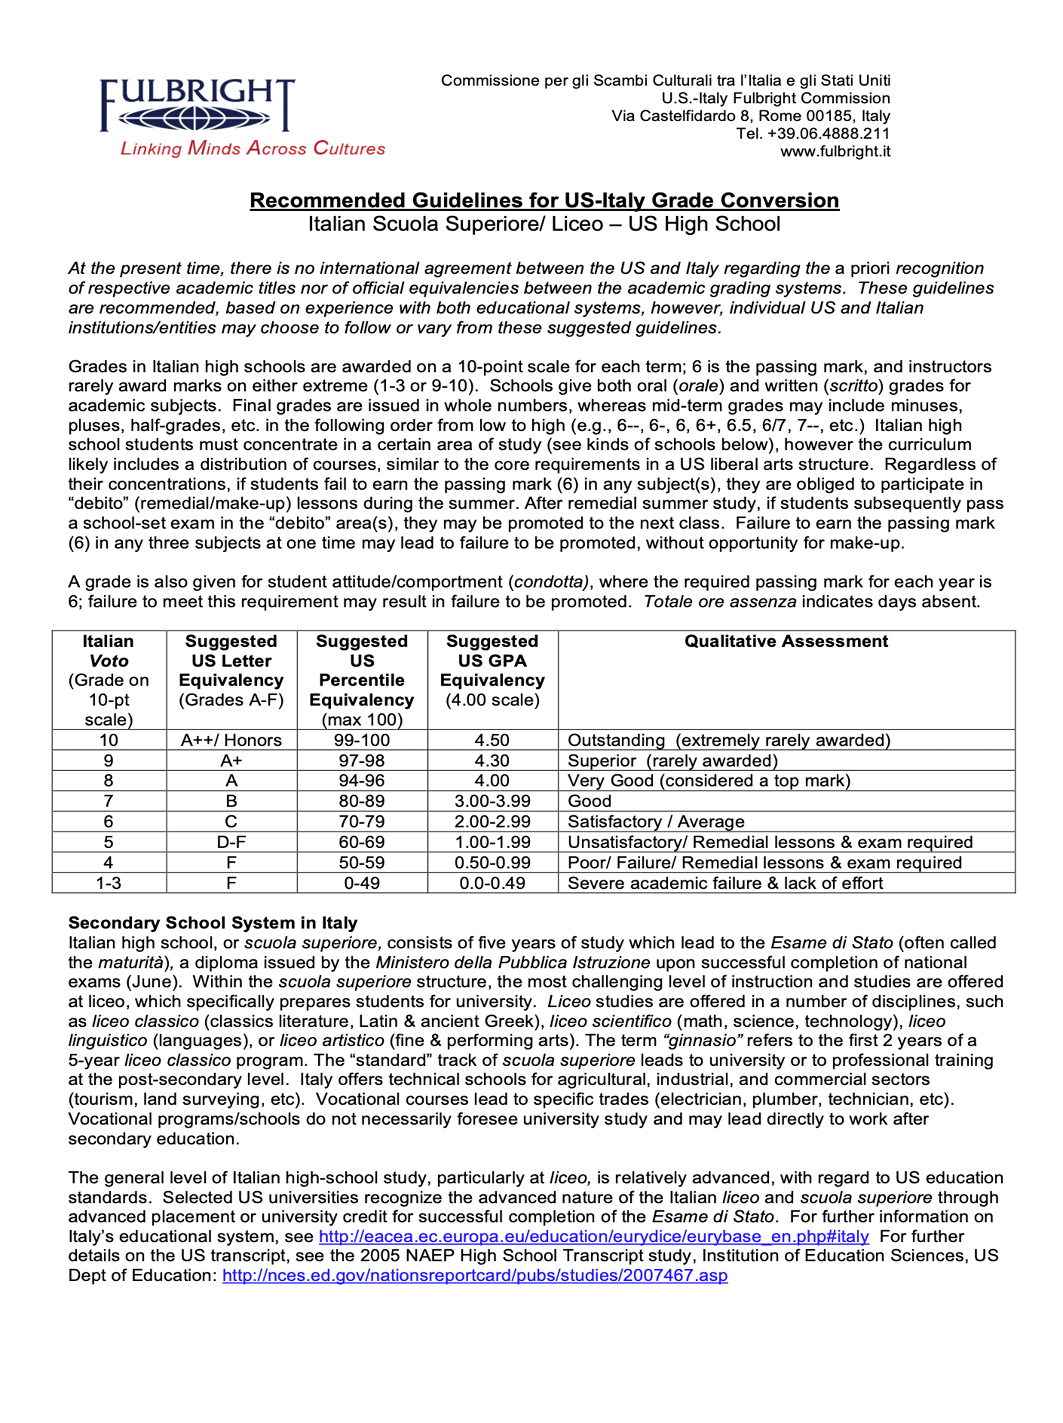 FULBRIGHT
Linking Minds Across Cultures
Commissione per gli Scambi Culturali tra l'Italia e gli Stati Uniti
U.S.-Italy Fulbright Commission
Via Castelfidardo 8, Rome 00185, Italy
Tel. +39.06.4888.211
www.fulbright.it
Recommended Guidelines for US-Italy Grade Conversion
Italian Scuola Superiore/ Liceo – US High School
At the present time, there is no international agreement between the US and Italy regarding the a priori recognition
of respective academic titles nor of official equivalencies between the academic grading systems.  These guidelines
are recommended, based on experience with both educational systems, however, individual US and Italian
institutions/entities may choose to follow or vary from these suggested guidelines.
Grades in Italian high schools are awarded on a 10-point scale for each term; 6 is the passing mark, and instructors
rarely award marks on either extreme (1-3 or 9-10).  Schools give both oral (orale) and written (scritto) grades for
academic subjects.  Final grades are issued in whole numbers, whereas mid-term grades may include minuses,
pluses, half-grades, etc. in the following order from low to high (e.g., 6--, 6-, 6, 6+, 6.5, 6/7, 7--, etc.)  Italian high
school students must concentrate in a certain area of study (see kinds of schools below), however the curriculum
likely includes a distribution of courses, similar to the core requirements in a US liberal arts structure.  Regardless of
their concentrations, if students fail to earn the passing mark (6) in any subject(s), they are obliged to participate in
“debito” (remedial/make-up) lessons during the summer. After remedial summer study, if students subsequently pass
a school-set exam in the “debito” area(s), they may be promoted to the next class.  Failure to earn the passing mark
(6) in any three subjects at one time may lead to failure to be promoted, without opportunity for make-up.
A grade is also given for student attitude/comportment (condotta), where the required passing mark for each year is
6; failure to meet this requirement may result in failure to be promoted.  Totale ore assenza indicates days absent.
Italian Voto (Grade on 10-pt scale) Suggested US Letter Equivalency (Grades A-F) Suggested US Percentile Equivalency (max 100) Suggested US GPA Equivalency (4.00 scale) Qualitative Assessment
10 A++/ Honors 99-100 4.50 Outstanding  (extremely rarely awarded)
9 A+ 97-98 4.30 Superior  (rarely awarded)
8 A 94-96 4.00 Very Good (considered a top mark)
7 B 80-89 3.00-3.99 Good
6 C 70-79 2.00-2.99 Satisfactory / Average
5 D-F 60-69 1.00-1.99 Unsatisfactory/ Remedial lessons & exam required
4 F 50-59 0.50-0.99 Poor/ Failure/ Remedial lessons & exam required
1-3 F 0-49 0.0-0.49 Severe academic failure & lack of effort
Secondary School System in Italy
Italian high school, or scuola superiore, consists of five years of study which lead to the Esame di Stato (often called
the maturità), a diploma issued by the Ministero della Pubblica Istruzione upon successful completion of national
exams (June).  Within the scuola superiore structure, the most challenging level of instruction and studies are offered
at liceo, which specifically prepares students for university.  Liceo studies are offered in a number of disciplines, such
as liceo classico (classics literature, Latin & ancient Greek), liceo scientifico (math, science, technology), liceo
linguistico (languages), or liceo artistico (fine & performing arts). The term “ginnasio” refers to the first 2 years of a
5-year liceo classico program. The “standard” track of scuola superiore leads to university or to professional training
at the post-secondary level.  Italy offers technical schools for agricultural, industrial, and commercial sectors
(tourism, land surveying, etc).  Vocational courses lead to specific trades (electrician, plumber, technician, etc).
Vocational programs/schools do not necessarily foresee university study and may lead directly to work after
secondary education.
The general level of Italian high-school study, particularly at liceo, is relatively advanced, with regard to US education
standards.  Selected US universities recognize the advanced nature of the Italian liceo and scuola superiore through
advanced placement or university credit for successful completion of the Esame di Stato.  For further information on
Italy's educational system, see http://eacea.ec.europa.eu/education/eurydice/eurybase_en.php#italy  For further
details on the US transcript, see the 2005 NAEP High School Transcript study, Institution of Education Sciences, US
Dept of Education: http://nces.ed.gov/nationsreportcard/pubs/studies/2007467.asp